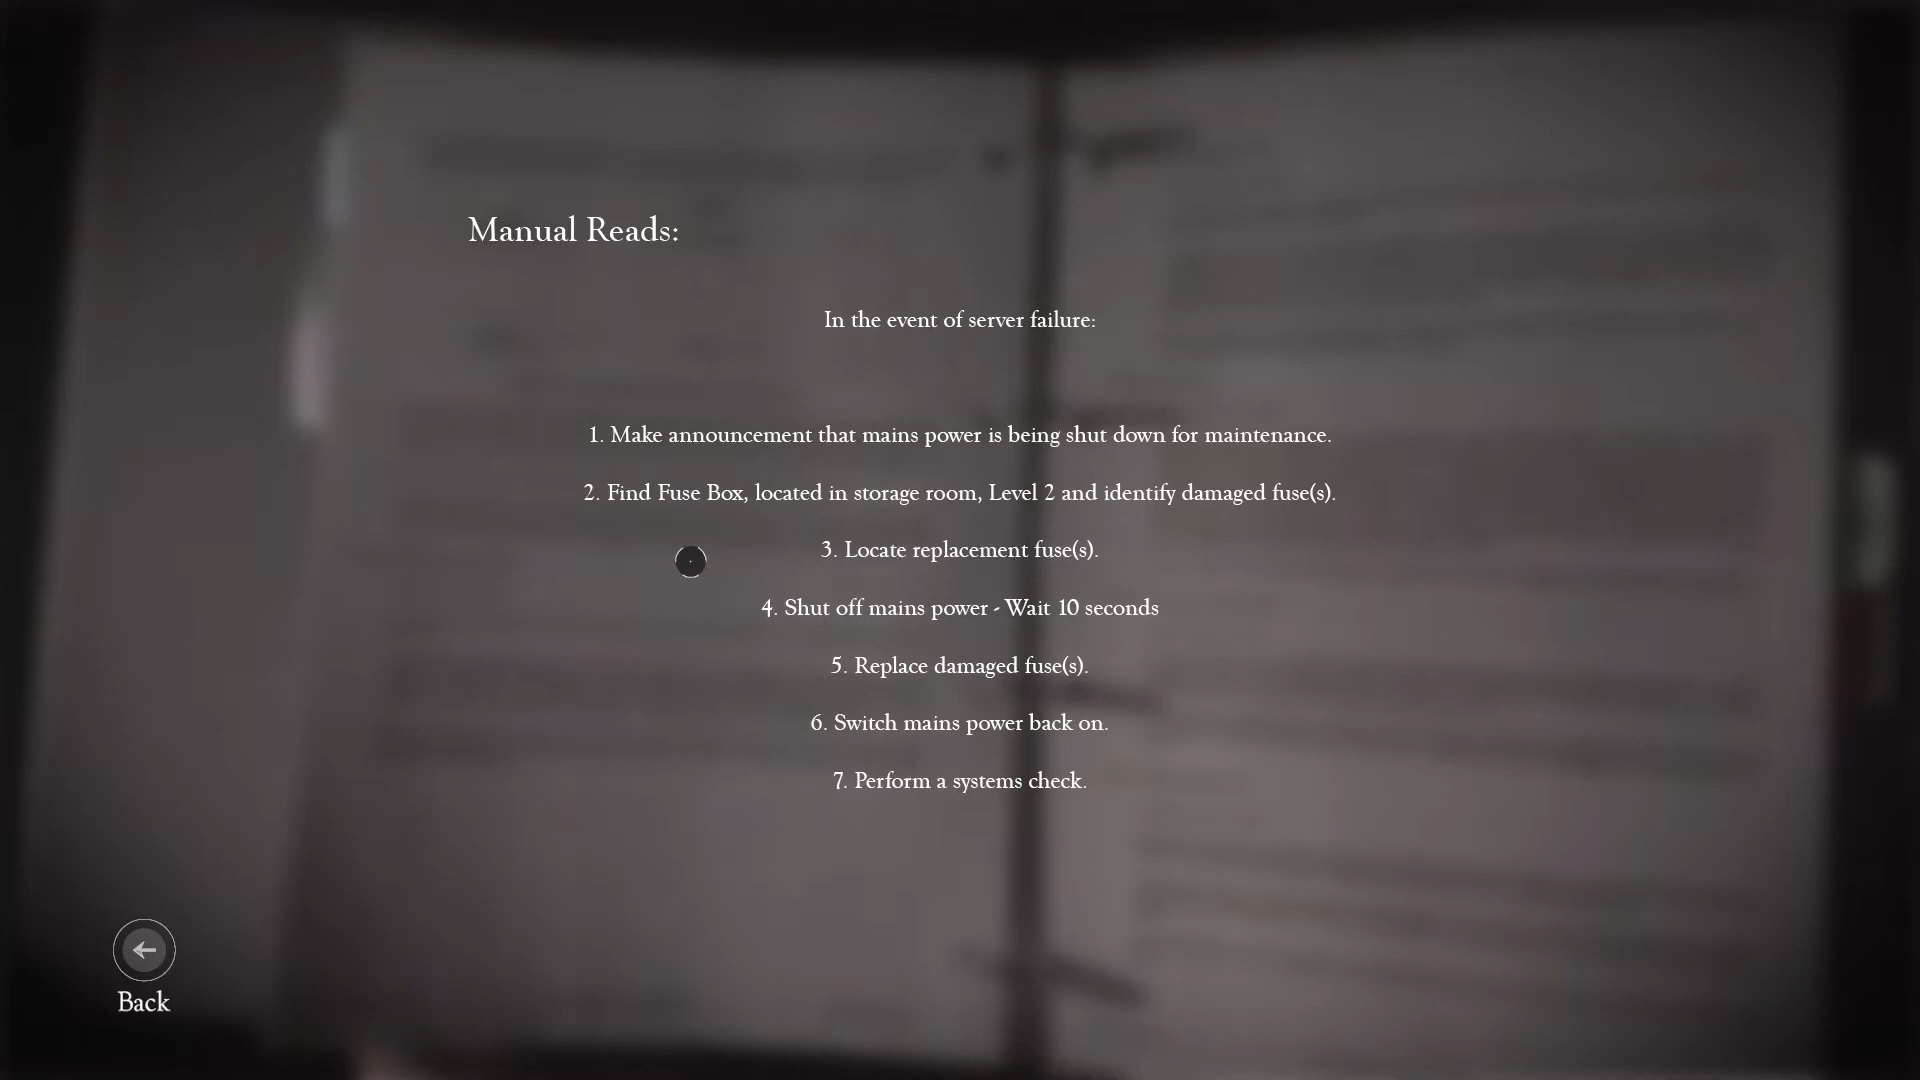 Manual Reads:
In the event of server failure:
1. Make announcement that mains power is being shut down for maintenance.
2. Find Fuse Box, located in storage room, Level 2 and identify damaged fuse(s).
3. Locate replacement fuse(s).
4. Shut off mains power - Wait 10 seconds
5. Replace damaged fuse(s).
6. Switch mains power back on.
7. Perform a systems check.
Back